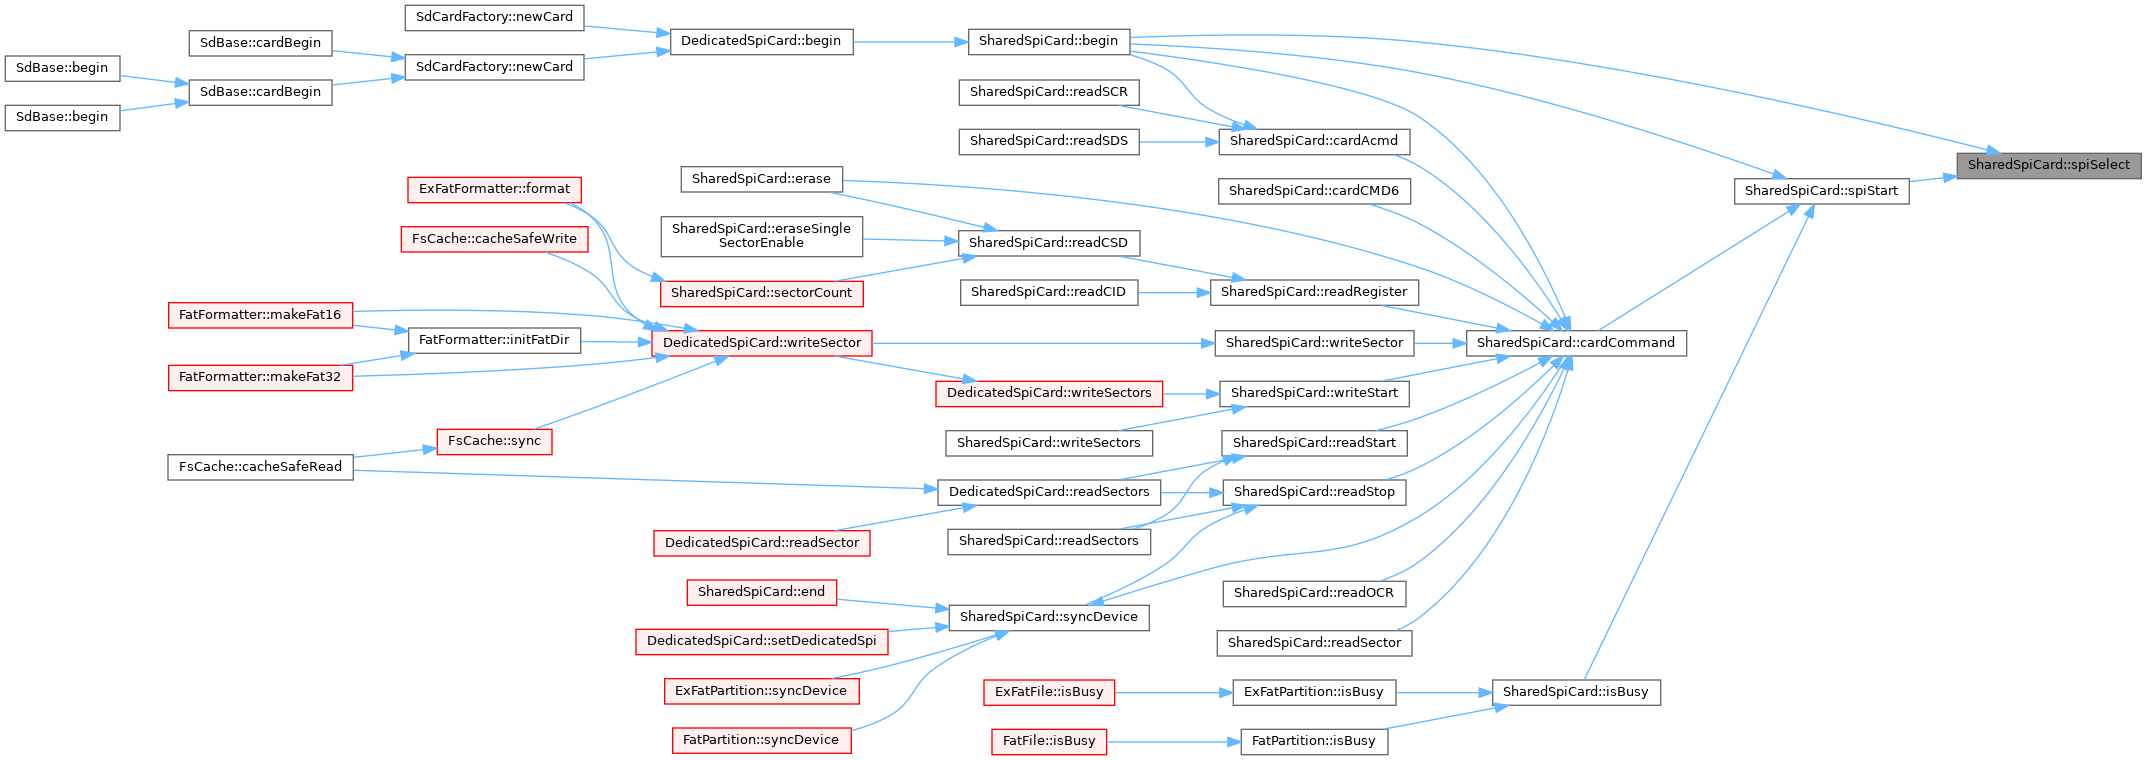 SdCardFactory::newCard
SdBase::cardBegin
DedicatedSpiCard::begin
SharedSpiCard::begin
SdBase::begin
SdCardFactory::newCard
SdBase::cardBegin
SharedSpiCard::readSCR
SdBase::begin
SharedSpiCard::readSDS
SharedSpiCard::cardAcmd
SharedSpiCard::spiSelect
ExFatFormatter::format
SharedSpiCard::erase
SharedSpiCard::cardCMD6
SharedSpiCard::spiStart
FsCache::cacheSafeWrite
SharedSpiCard::eraseSingle
SectorEnable
SharedSpiCard::readCSD
SharedSpiCard::sectorCount
SharedSpiCard::readCID
SharedSpiCard::readRegister
FatFormatter::makeFat16
FatFormatter::initFatDir
DedicatedSpiCard::writeSector
SharedSpiCard::writeSector
SharedSpiCard::cardCommand
FatFormatter::makeFat32
DedicatedSpiCard::writeSectors
SharedSpiCard::writeStart
FsCache::sync
SharedSpiCard::writeSectors
SharedSpiCard::readStart
FsCache::cacheSafeRead
DedicatedSpiCard::readSectors
SharedSpiCard::readStop
DedicatedSpiCard::readSector
SharedSpiCard::readSectors
SharedSpiCard::end
SharedSpiCard::readOCR
SharedSpiCard::syncDevice
DedicatedSpiCard::setDedicatedSpi
SharedSpiCard::readSector
ExFatPartition::syncDevice
ExFatFile::isBusy
ExFatPartition::isBusy
SharedSpiCard::isBusy
FatPartition::syncDevice
FatFile::isBusy
FatPartition::isBusy